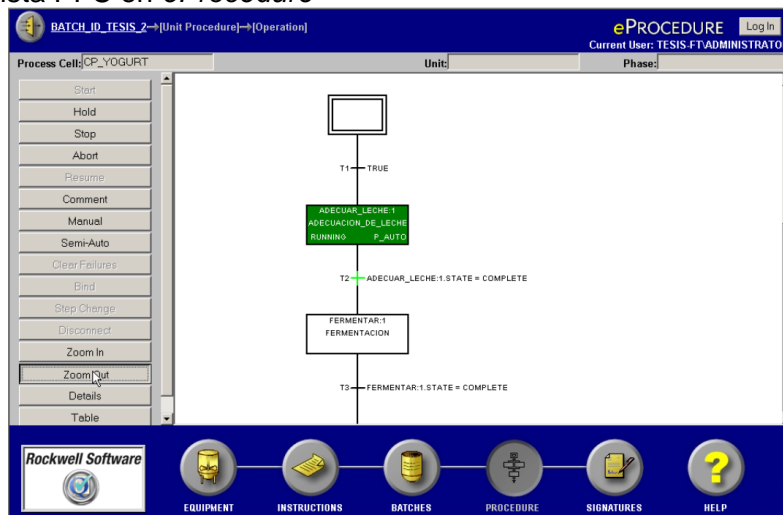 BATCH_ID_TESIS_2→[Unit Procedure]→[Operation]
ePROCEDURE
Log In
Current User: TESIS-FT\ADMINISTRATO
Process Cell: CP_YOGURT
Unit:
Phase:
Start
Hold
Stop
Abort
Resume
Comment
Manual
Semi-Auto
Clear Failures
Bind
Step Change
Disconnect
Zoom In
Zoom Out
Details
Table
T1
TRUE
ADECUAR_LECHE:1
ADECUACION_DE_LECHE
RUNNING P_AUTO
T2
ADECUAR_LECHE:1.STATE = COMPLETE
FERMENTAR:1
FERMENTACION
T3
FERMENTAR:1.STATE = COMPLETE
Rockwell Software
EQUIPMENT
INSTRUCTIONS
BATCHES
PROCEDURE
SIGNATURES
HELP